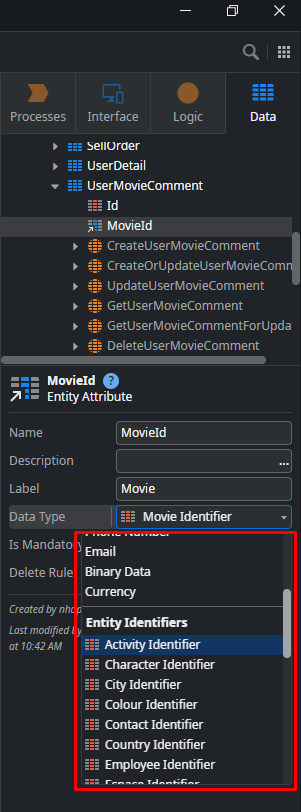 Processes
Interface
Logic
Data
SellOrder
UserDetail
UserMovieComment
Id
MovieId
CreateUserMovieComment
CreateOrUpdateUserMovieComm
UpdateUserMovieComment
GetUserMovieComment
GetUserMovieCommentForUpda
DeleteUserMovieComment
MovieId ?
Entity Attribute
Name MovieId
Description ...
Label Movie
Data Type Movie Identifier
Phone Number
Is Mandatory Email
Binary Data
Delete Rule Currency
Created by nhap
Entity Identifiers
Last modified by Activity Identifier
at 10:42 AM Character Identifier
City Identifier
Colour Identifier
Contact Identifier
Country Identifier
Employee Identifier
Espace Identifier